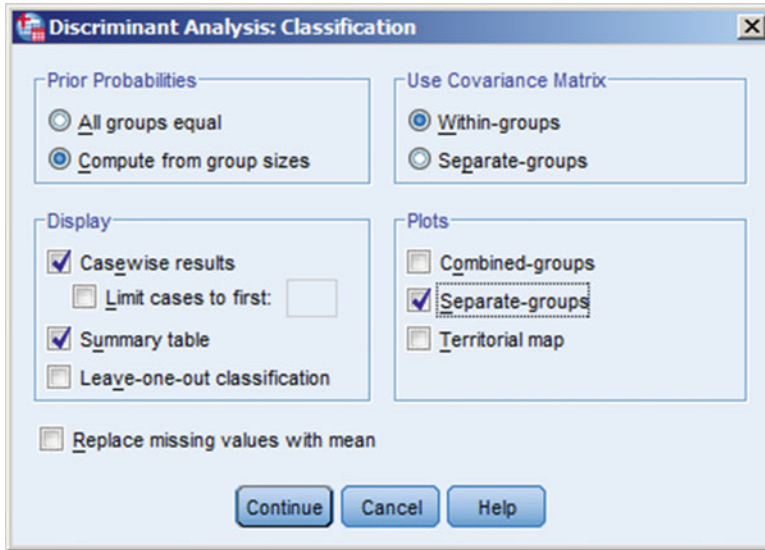 Discriminant Analysis: Classification
Prior Probabilities
All groups equal
Compute from group sizes
Use Covariance Matrix
Within-groups
Separate-groups
Display
Casewise results
Limit cases to first:
Summary table
Leave-one-out classification
Plots
Combined-groups
Separate-groups
Territorial map
Replace missing values with mean
Continue Cancel Help